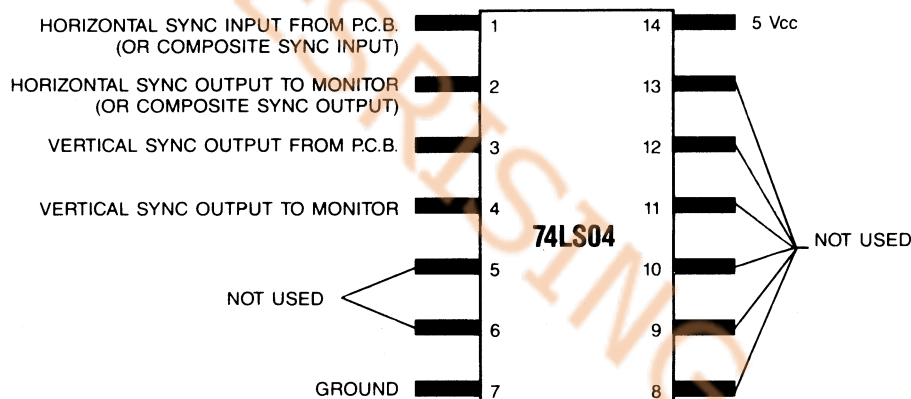 HORIZONTAL SYNC INPUT FROM P.C.B.
(OR COMPOSITE SYNC INPUT)
1
14
5 Vcc
HORIZONTAL SYNC OUTPUT TO MONITOR
(OR COMPOSITE SYNC OUTPUT)
2
13
VERTICAL SYNC OUTPUT FROM P.C.B.
3
12
VERTICAL SYNC OUTPUT TO MONITOR
4
11
74LS04
NOT USED
5
10
NOT USED
6
9
GROUND
7
8
ESRISING